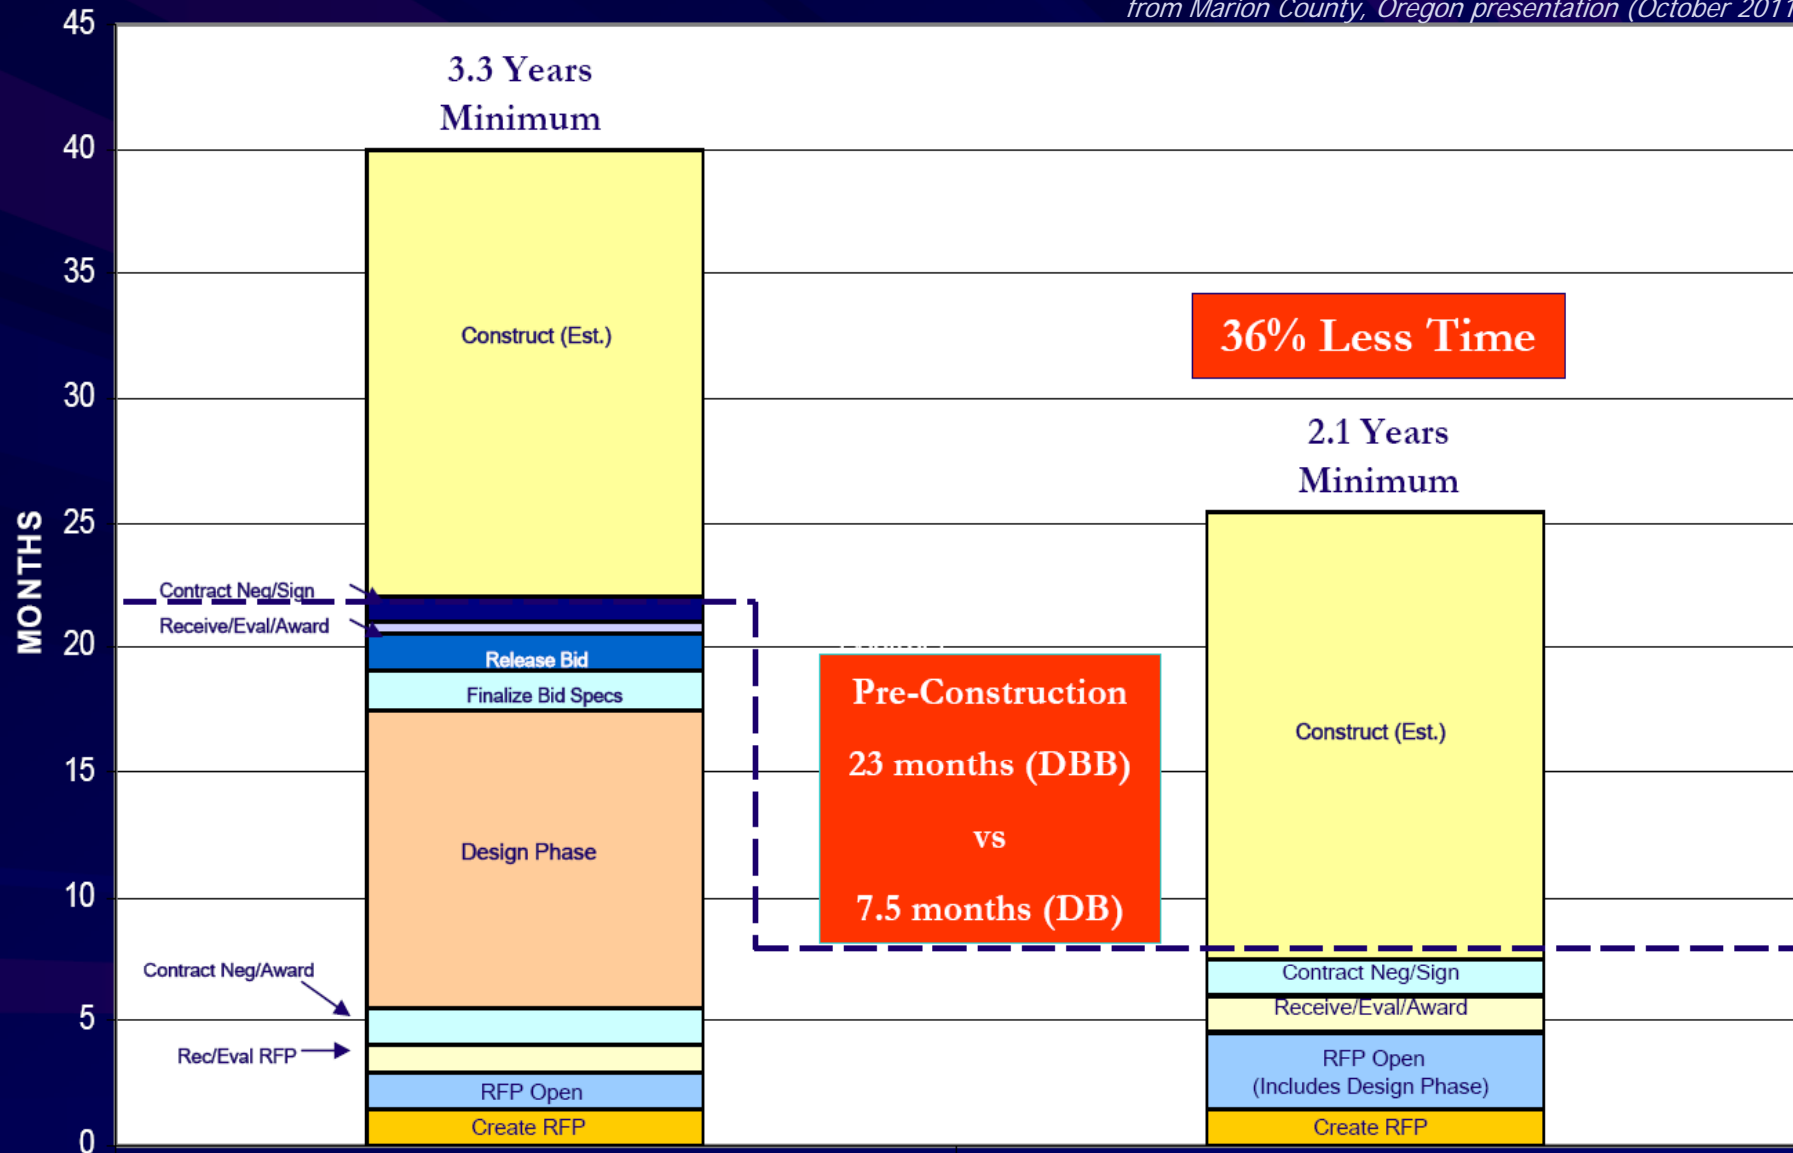 from Marion County, Oregon presentation (October 2011
45
40
35
30
25
20
15
10
5
0
MONTHS
3.3 Years
Minimum
Construct (Est.)
Contract Neg/Sign
Receive/Eval/Award
Release Bid
Finalize Bid Specs
Design Phase
Contract Neg/Award
Rec/Eval RFP
RFP Open
Create RFP
Pre-Construction
23 months (DBB)
vs
7.5 months (DB)
36% Less Time
2.1 Years
Minimum
Construct (Est.)
Contract Neg/Sign
Receive/Eval/Award
RFP Open
(Includes Design Phase)
Create RFP